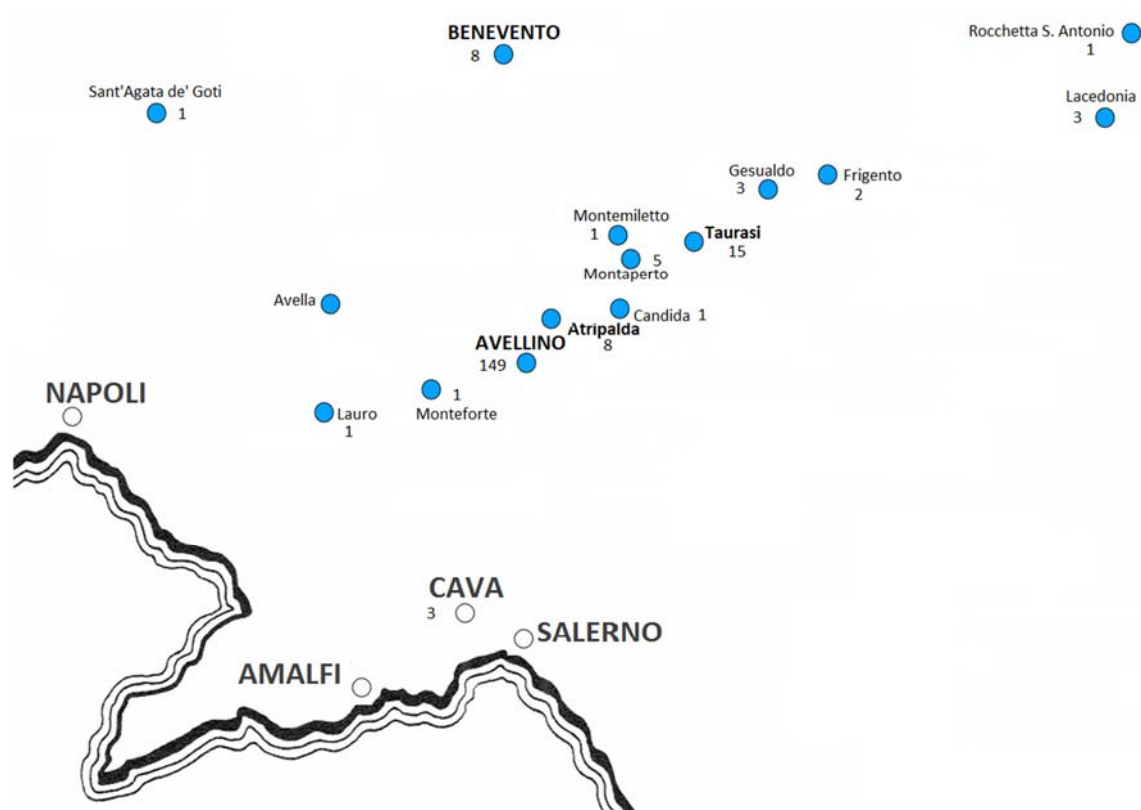 BENEVENTO
8
Rocchetta S. Antonio
1
Sant'Agata de' Goti
1
Lacedonia
3
Gesualdo
3
Frigento
2
Montemiletto
1
Taurasi
15
5
Montaperto
Avella
Candida 1
Atripalda
8
AVELLINO
149
NAPOLI
1
Monteforte
Lauro
1
CAVA
3
SALERNO
AMALFI